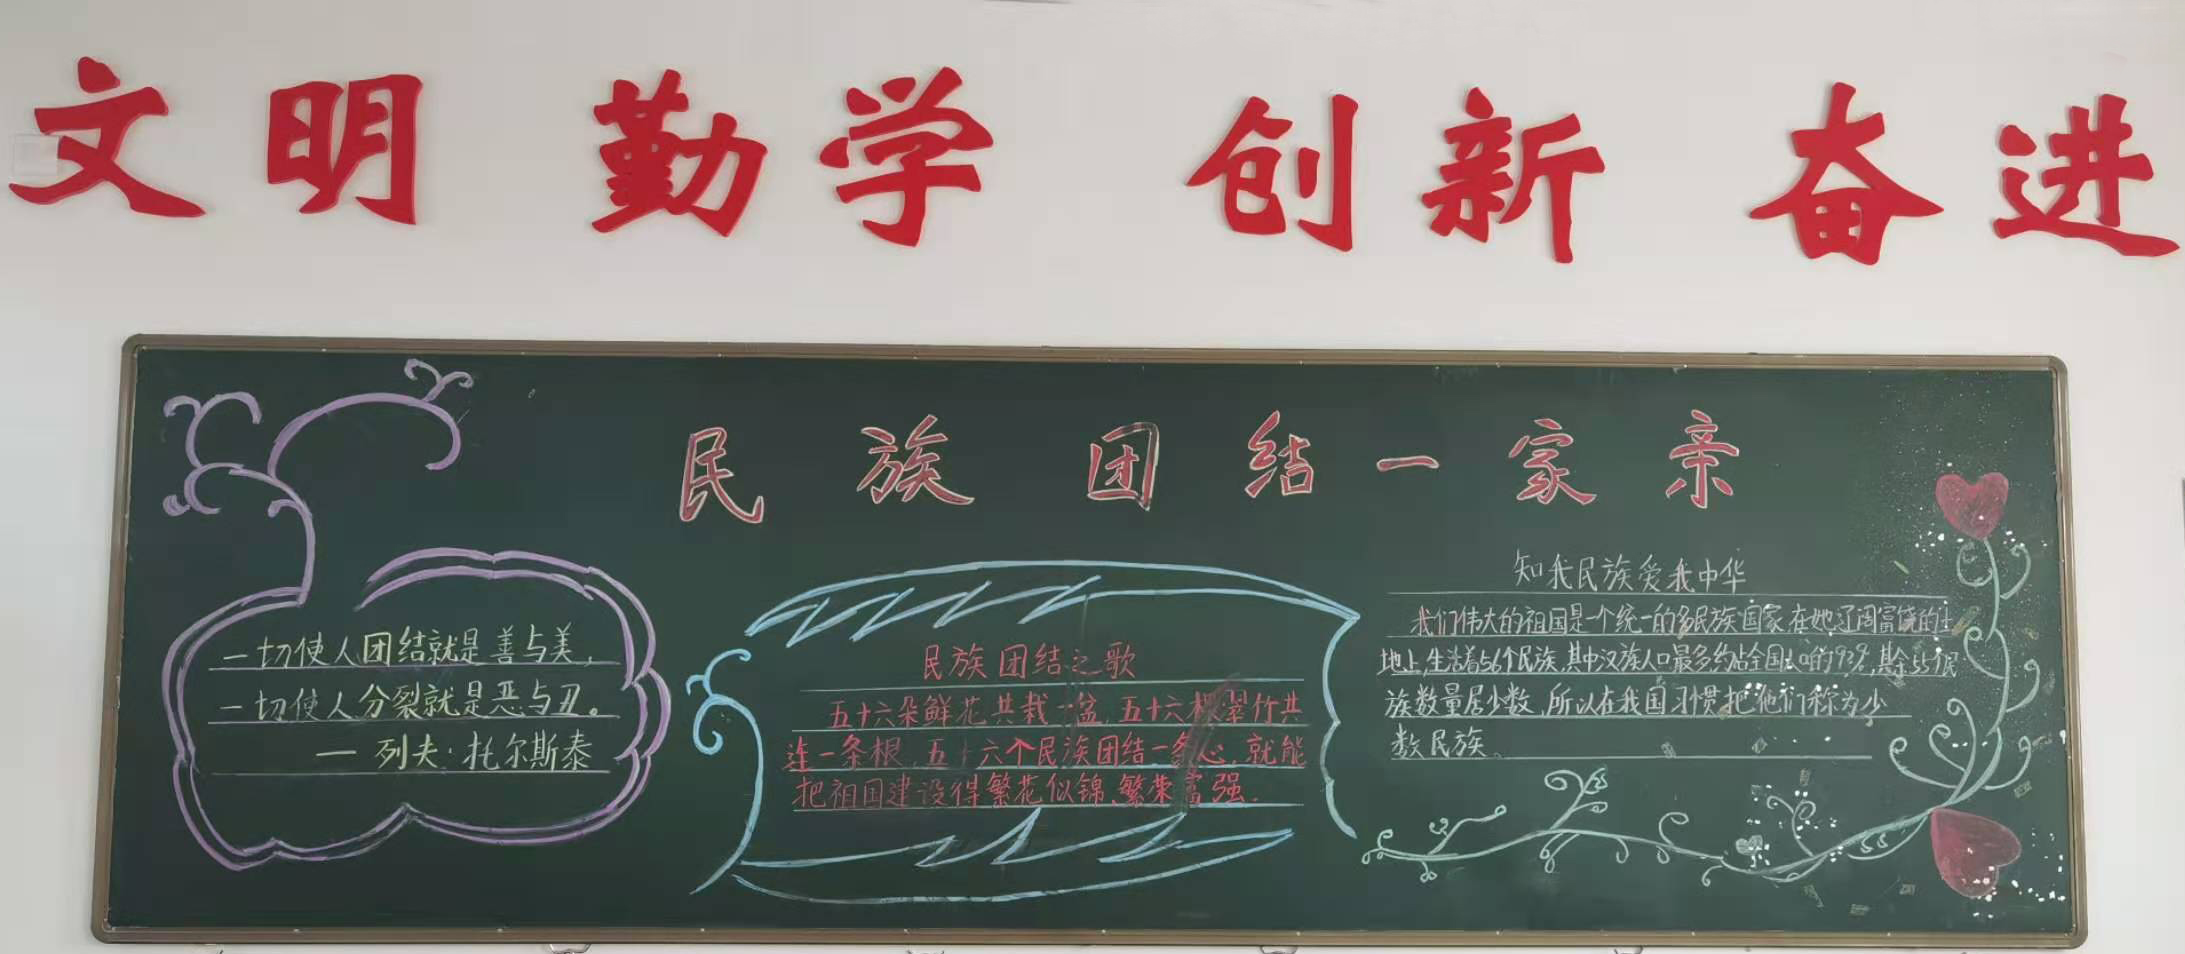 文明 勤学 创新 奋进
民族团结一家亲
一切使人团结就是善与美，
一切使人分裂就是恶与丑。
一列夫·托尔斯泰
民族团结之歌
五十六朵鲜花共栽一盆，五十六根翠竹共
连一条根，五十六个民族团结一条心，就能
把祖国建设得繁花似锦、繁荣富强。
知我民族爱我中华
我们伟大的祖国是一个统一的多民族国家在她辽阔富饶的土
地上，生活着56个民族，其中汉族人口最多约占全国人口的93%，其余55个民
族数量居少数，所以在我国习惯把他们称为少
数民族。